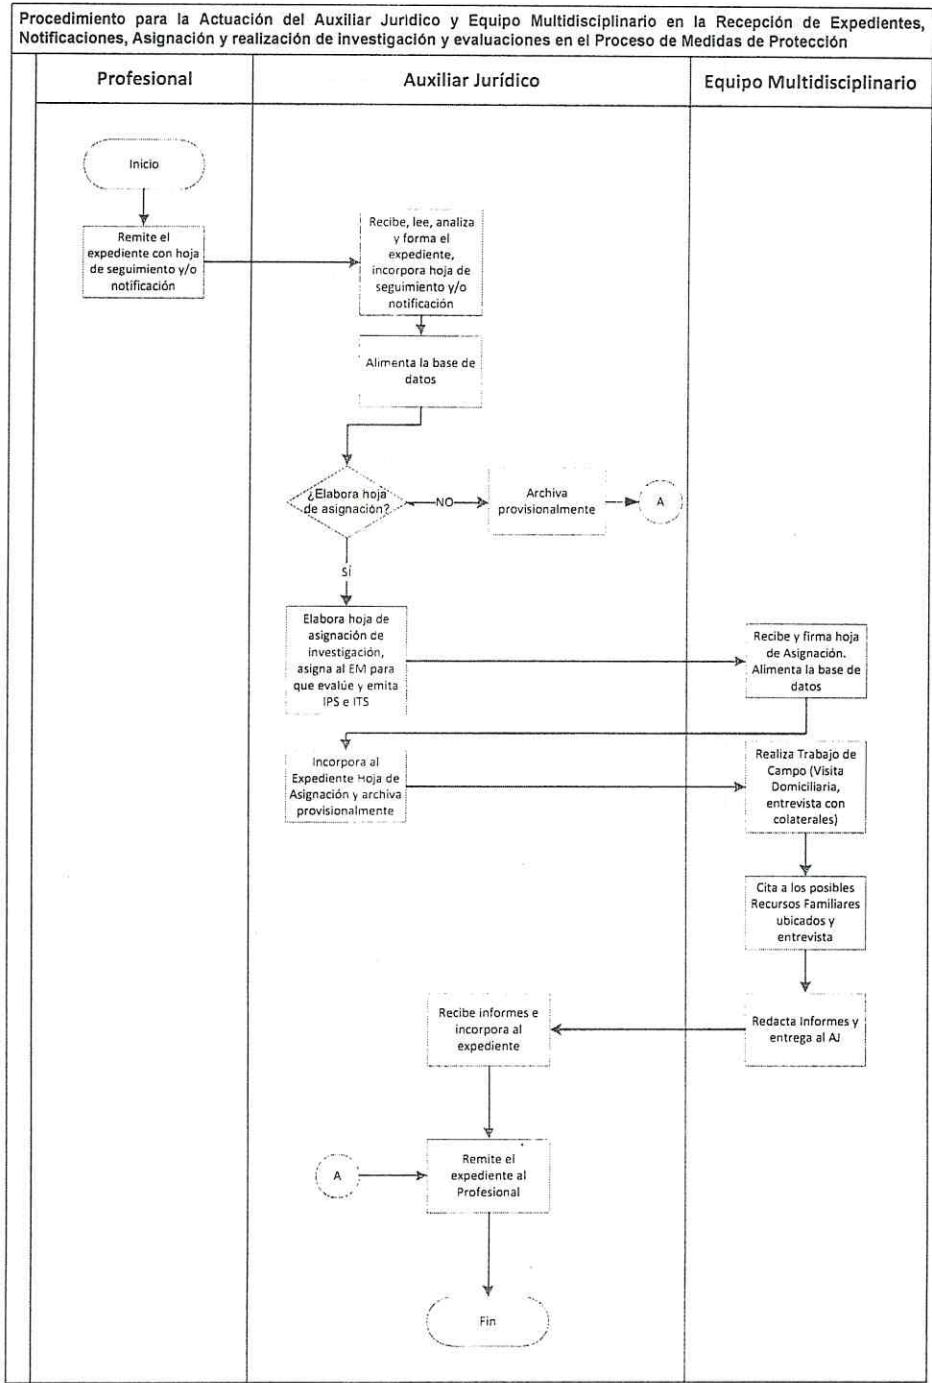 Procedimiento para la Actuación del Auxiliar Jurídico y Equipo Multidisciplinario en la Recepción de Expedientes,
Notificaciones, Asignación y realización de investigación y evaluaciones en el Proceso de Medidas de Protección
Profesional
Auxiliar Jurídico
Equipo Multidisciplinario
Inicio
Remite el
expediente con hoja
de seguimiento y/o
notificación
Recibe, lee, analiza
y forma el
expediente,
incorpora hoja de
seguimiento y/o
notificación
Alimenta la base de
datos
¿Elabora hoja
de asignación?
NO
Archiva
provisionalmente
A
SÍ
Elabora hoja de
asignación de
investigación,
asigna al EM para
que evalúe y emita
IPS e ITS
Recibe y firma hoja
de Asignación.
Alimenta la base de
datos
Incorpora al
Expediente Hoja de
Asignación y archiva
provisionalmente
Realiza Trabajo de
Campo (Visita
Domiciliaria,
entrevista con
colaterales)
Cita a los posibles
Recursos Familiares
ubicados y
entrevista
Redacta Informes y
entrega al AJ
Recibe informes e
incorpora al
expediente
A
Remite el
expediente al
Profesional
Fin